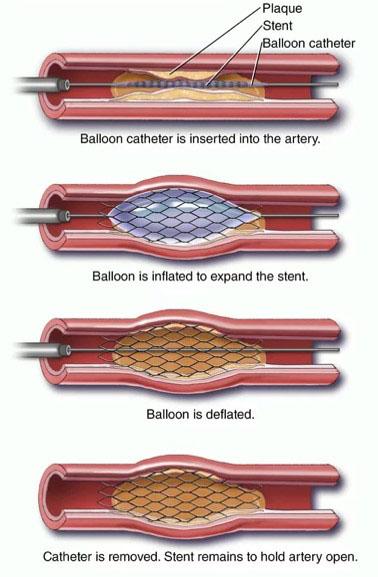 Plaque
Stent
Balloon catheter
Balloon catheter is inserted into the artery.
Balloon is inflated to expand the stent.
Balloon is deflated.
Catheter is removed. Stent remains to hold artery open.